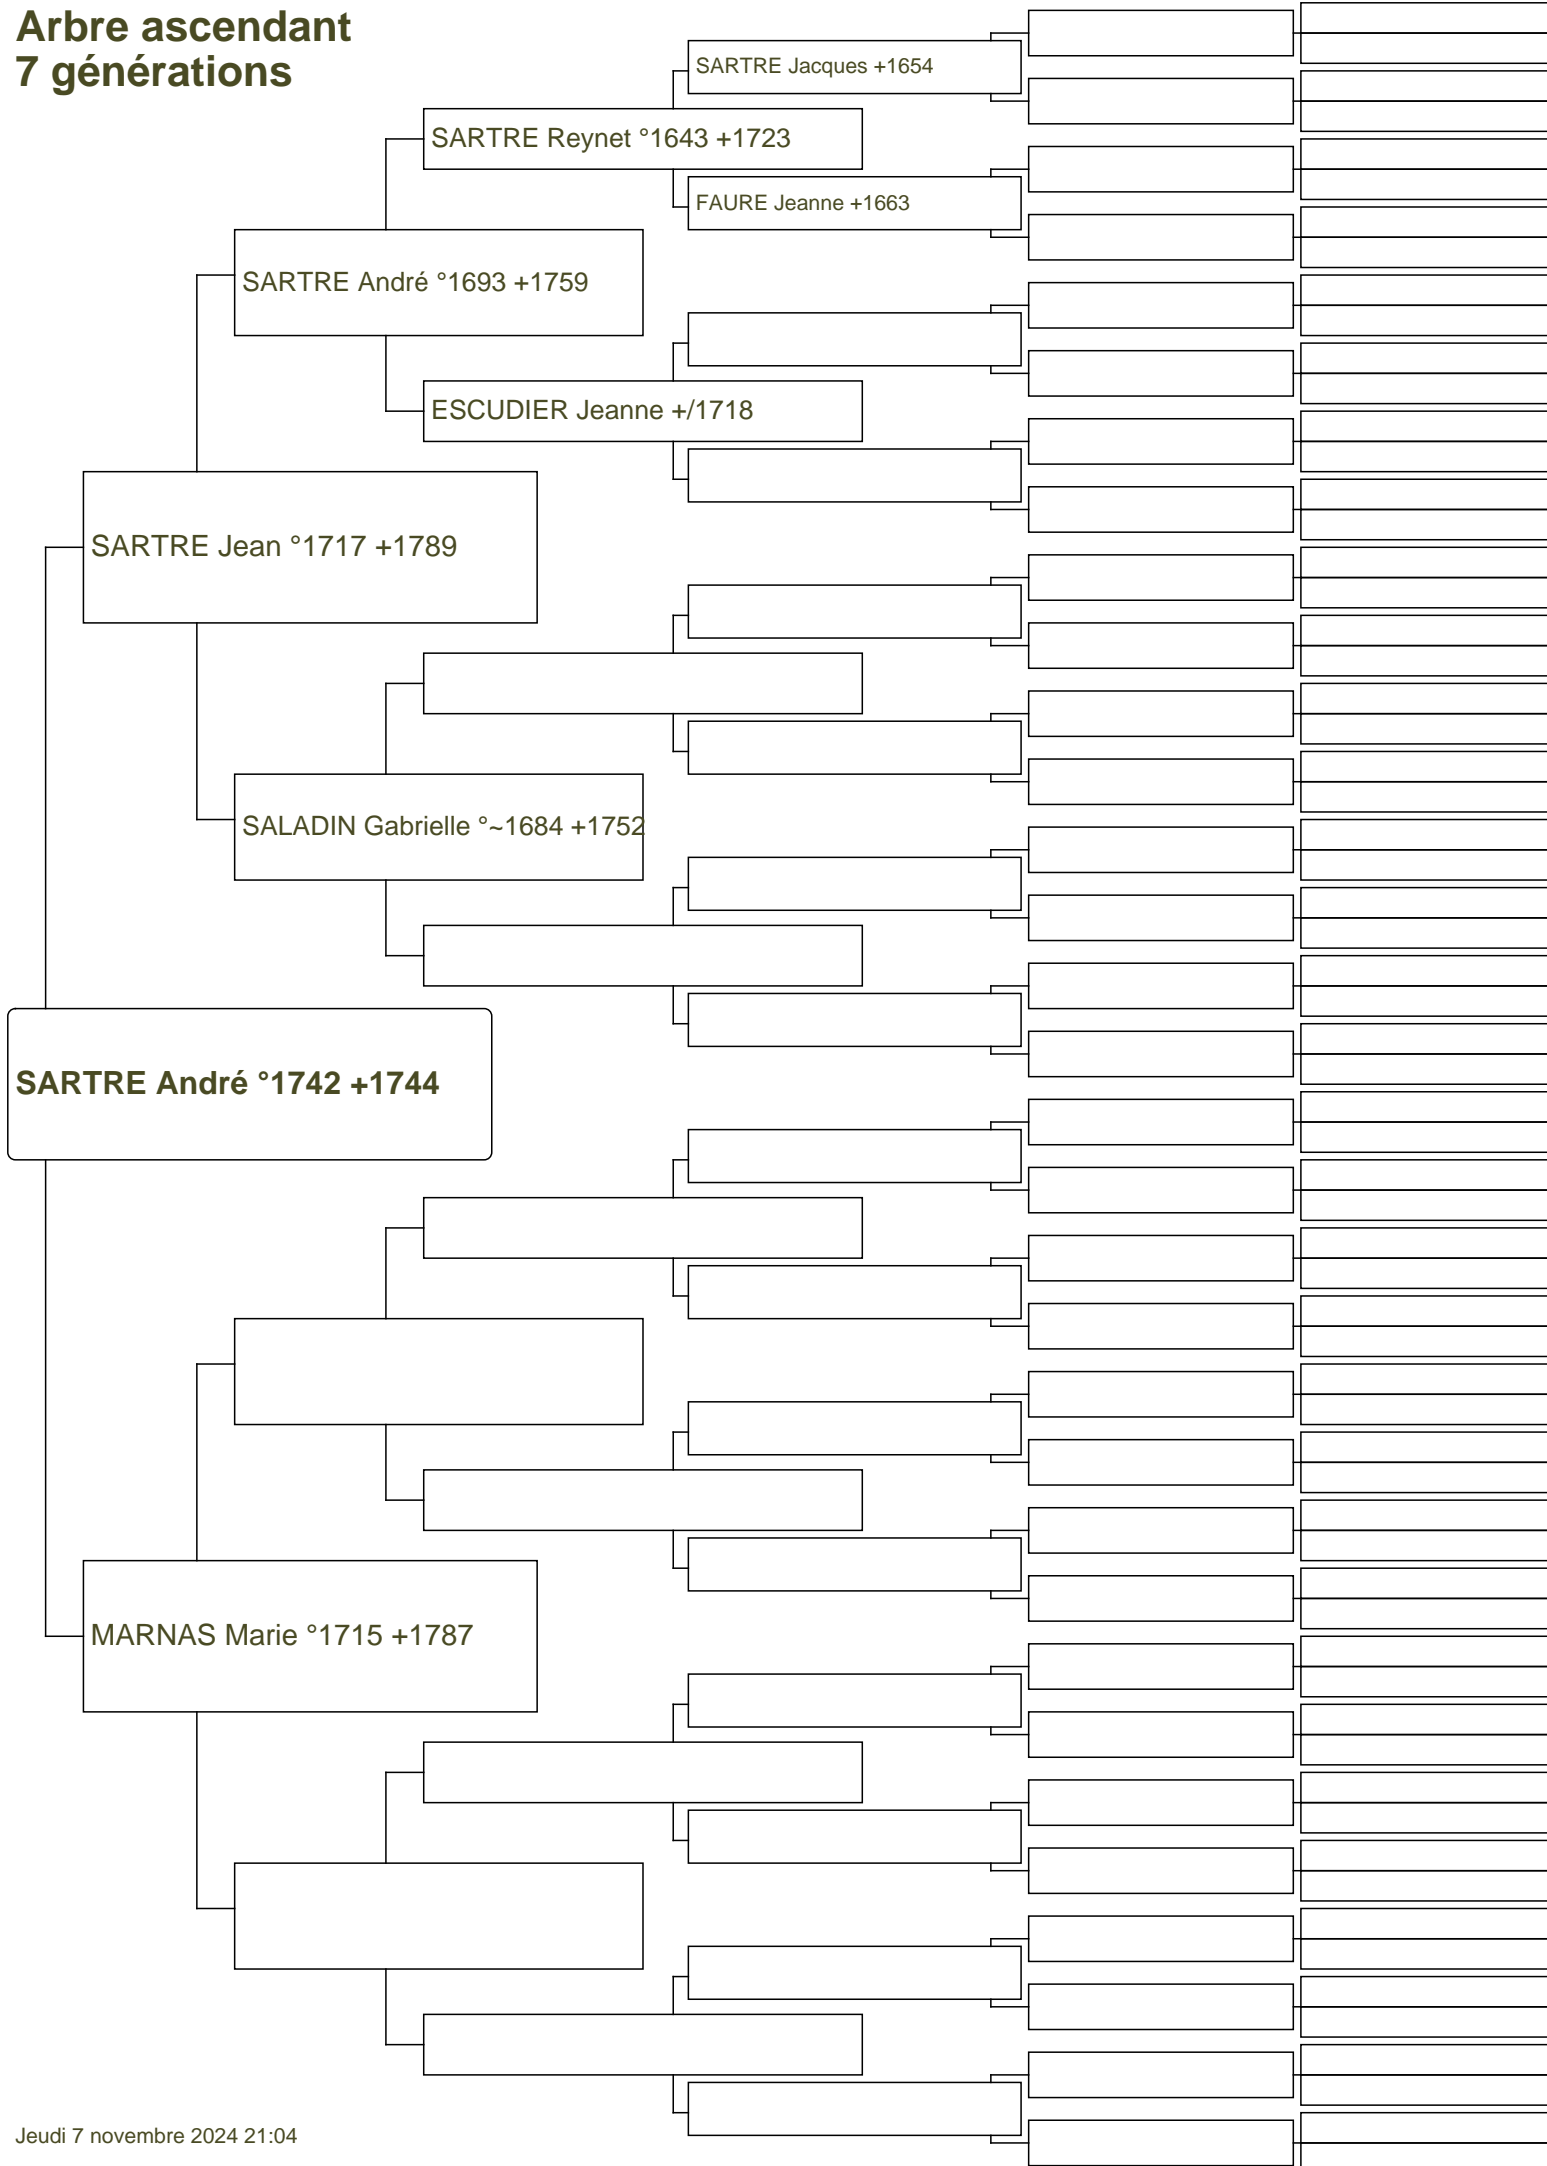 Arbre ascendant
7 générations
SARTRE Jacques +1654
SARTRE Reynet °1643 +1723
FAURE Jeanne +1663
SARTRE André °1693 +1759
ESCUDIER Jeanne +/1718
SARTRE Jean °1717 +1789
SALADIN Gabrielle °~1684 +1752
SARTRE André °1742 +1744
MARNAS Marie °1715 +1787
Jeudi 7 novembre 2024 21:04